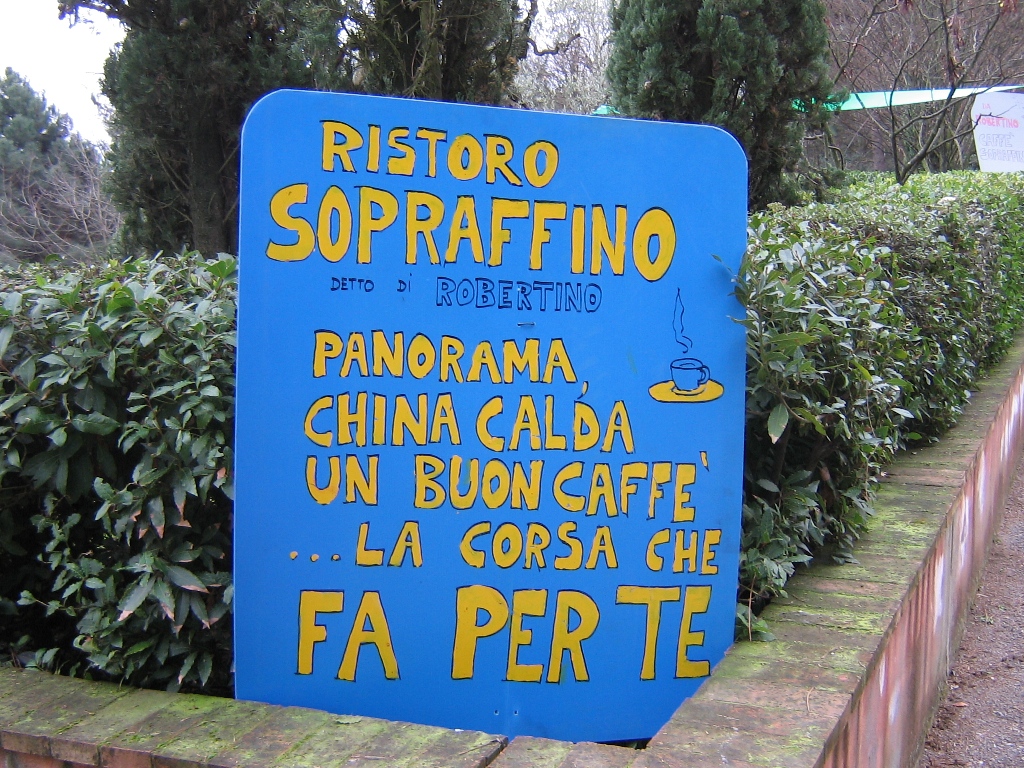 RISTORO
SOPRAFFINO
DETTO DI ROBERTINO
PANORAMA,
CHINA CALDA
UN BUON CAFFE'
...LA CORSA CHE
FA PER TE